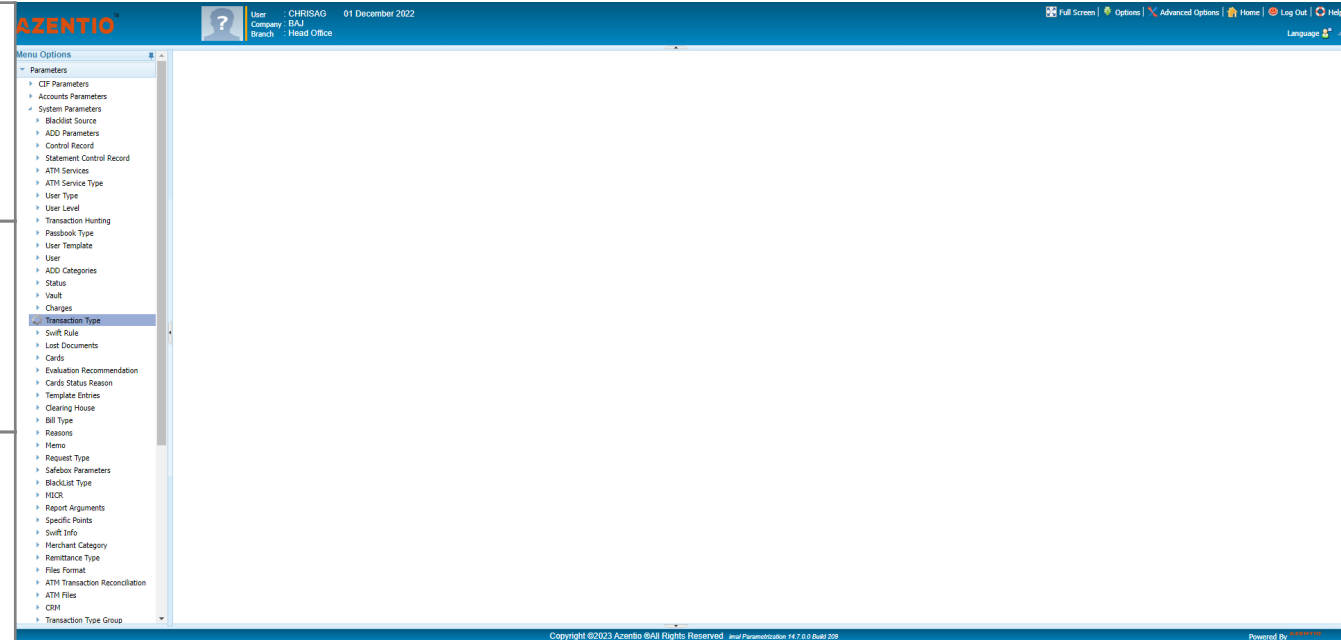 AZENTIO™
User : CHRISAG 01 December 2022
Company : BAJ
Branch : Head Office
Full Screen | Options | Advanced Options | Home | Log Out | Help
Language
Menu Options
Parameters
CIF Parameters
Accounts Parameters
System Parameters
Blacklist Source
ADD Parameters
Control Record
Statement Control Record
ATM Services
ATM Service Type
User Type
User Level
Transaction Hunting
Passbook Type
User Template
User
ADD Categories
Status
Vault
Charges
Transaction Type
Swift Rule
Lost Documents
Cards
Evaluation Recommendation
Cards Status Reason
Template Entries
Clearing House
Bill Type
Reasons
Memo
Request Type
Safebox Parameters
BlackList Type
MICR
Report Arguments
Specific Points
Swift Info
Merchant Category
Remittance Type
Files Format
ATM Transaction Reconciliation
ATM Files
CRM
Transaction Type Group
Copyright ©2023 Azentio ®All Rights Reserved imal Parametrization 14.7.0.0 Build 209
Powered By AZENTIO